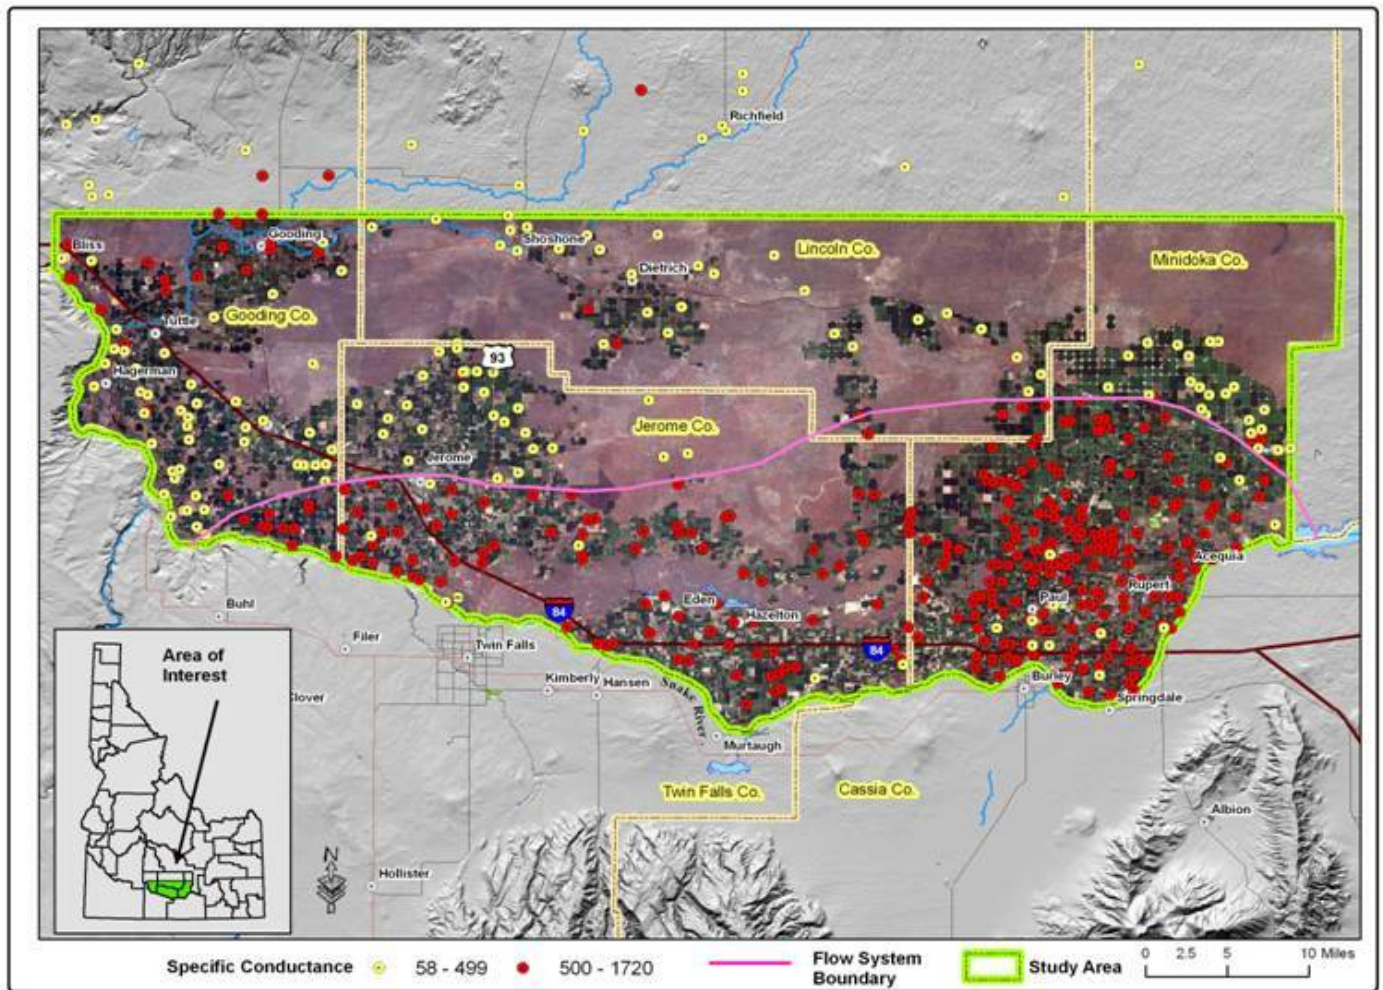 Richfield
Bliss
Gooding
Shoshone
Lincoln Co.
Dietrich
Minidoka Co.
Tuttle
Gooding Co.
93
Hagerman
Jerome Co.
Jerome
Acequia
Rupert
Eden
Paul
Hazelton
Buhl
84
84
Filer
Twin Falls
Kimberly
Hansen
Snake River
Burley
Springdale
Murtaugh
Clover
Twin Falls Co.
Cassia Co.
Albion
Hollister
Area of
Interest
N
Specific Conductance
58 - 499
500 - 1720
Flow System
Boundary
Study Area
0 2.5 5 10 Miles